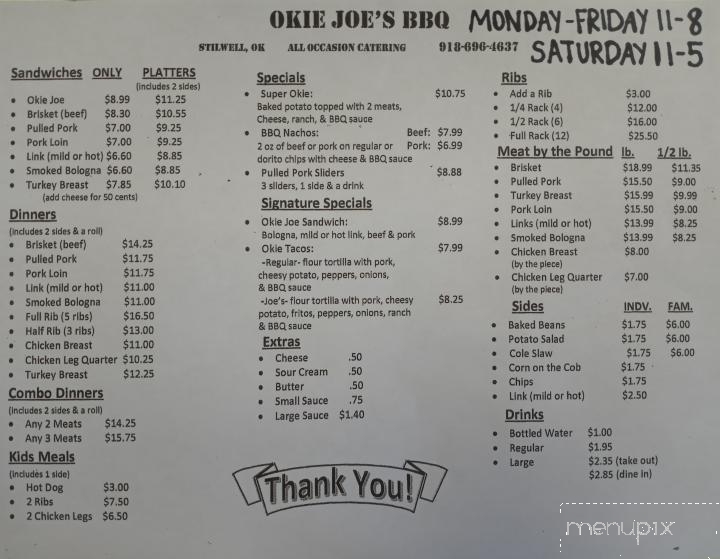 OKIE JOE'S BBQ MONDAY-FRIDAY 11-8
STILWELL, OK ALL OCCASION CATERING 918-696-4637 SATURDAY 11-5
Sandwiches ONLY PLATTERS
(includes 2 sides)
• Okie Joe $8.99 $11.25
• Brisket (beef) $8.30 $10.55
• Pulled Pork $7.00 $9.25
• Pork Loin $7.00 $9.25
• Link (mild or hot) $6.60 $8.85
• Smoked Bologna $6.60 $8.85
• Turkey Breast $7.85 $10.10
(add cheese for 50 cents)
Dinners
(includes 2 sides & a roll)
• Brisket (beef) $14.25
• Pulled Pork $11.75
• Pork Loin $11.75
• Link (mild or hot) $11.00
• Smoked Bologna $11.00
• Full Rib (5 ribs) $16.50
• Half Rib (3 ribs) $13.00
• Chicken Breast $11.00
• Chicken Leg Quarter $10.25
• Turkey Breast $12.25
Combo Dinners
(includes 2 sides & a roll)
• Any 2 Meats $14.25
• Any 3 Meats $15.75
Kids Meals
(includes 1 side)
• Hot Dog $3.00
• 2 Ribs $7.50
• 2 Chicken Legs $6.50
Specials
• Super Okie: $10.75
Baked potato topped with 2 meats,
Cheese, ranch, & BBQ sauce
• BBQ Nachos: Beef: $7.99
2 oz of beef or pork on regular or Pork: $6.99
dorito chips with cheese & BBQ sauce
• Pulled Pork Sliders $8.88
3 sliders, 1 side & a drink
Signature Specials
• Okie Joe Sandwich: $8.99
Bologna, mild or hot link, beef & pork
• Okie Tacos: $7.99
-Regular- flour tortilla with pork,
cheesy potato, peppers, onions,
& BBQ sauce
-Joe's- flour tortilla with pork, cheesy $8.25
potato, fritos, peppers, onions, ranch
& BBQ sauce
Extras
• Cheese .50
• Sour Cream .50
• Butter .50
• Small Sauce .75
• Large Sauce $1.40
Thank You!
Ribs
• Add a Rib $3.00
• 1/4 Rack (4) $12.00
• 1/2 Rack (6) $16.00
• Full Rack (12) $25.50
Meat by the Pound lb. 1/2 lb.
• Brisket $18.99 $11.35
• Pulled Pork $15.50 $9.00
• Turkey Breast $15.99 $9.99
• Pork Loin $15.50 $9.00
• Links (mild or hot) $13.99 $8.25
• Smoked Bologna $13.99 $8.25
• Chicken Breast $8.00
(by the piece)
• Chicken Leg Quarter $7.00
(by the piece)
Sides INDV. FAM.
• Baked Beans $1.75 $6.00
• Potato Salad $1.75 $6.00
• Cole Slaw $1.75 $6.00
• Corn on the Cob $1.75
• Chips $1.75
• Link (mild or hot) $2.50
Drinks
• Bottled Water $1.00
• Regular $1.95
• Large $2.35 (take out)
$2.85 (dine in)
menupix